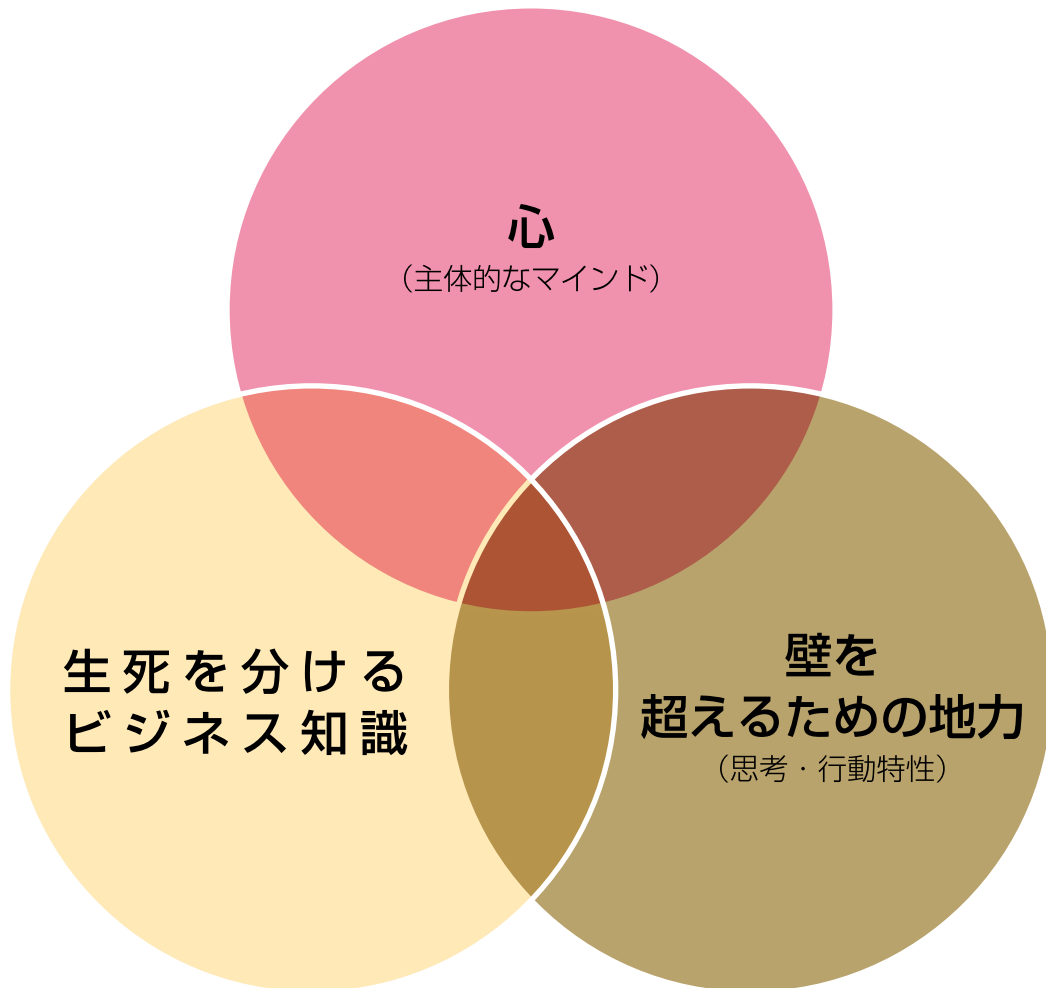 心
（主体的なマインド）
生死を分ける
ビジネス知識
壁を
超えるための地力
（思考・行動特性）